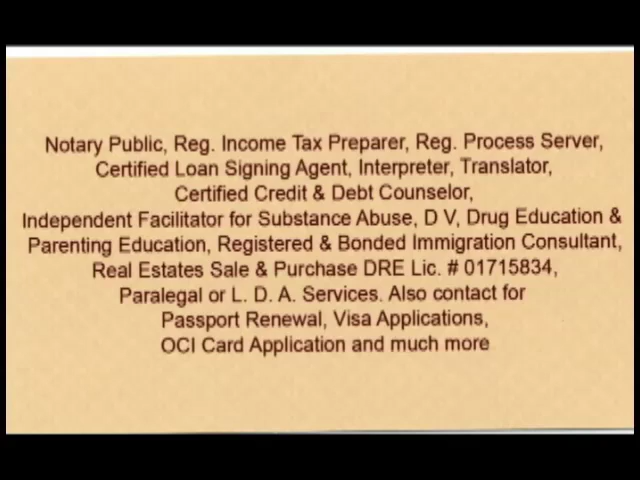 Notary Public, Reg. Income Tax Preparer, Reg. Process Server,
Certified Loan Signing Agent, Interpreter, Translator,
Certified Credit & Debt Counselor,
Independent Facilitator for Substance Abuse, D V, Drug Education &
Parenting Education, Registered & Bonded Immigration Consultant,
Real Estates Sale & Purchase DRE Lic. # 01715834,
Paralegal or L. D. A. Services. Also contact for
Passport Renewal, Visa Applications,
OCI Card Application and much more